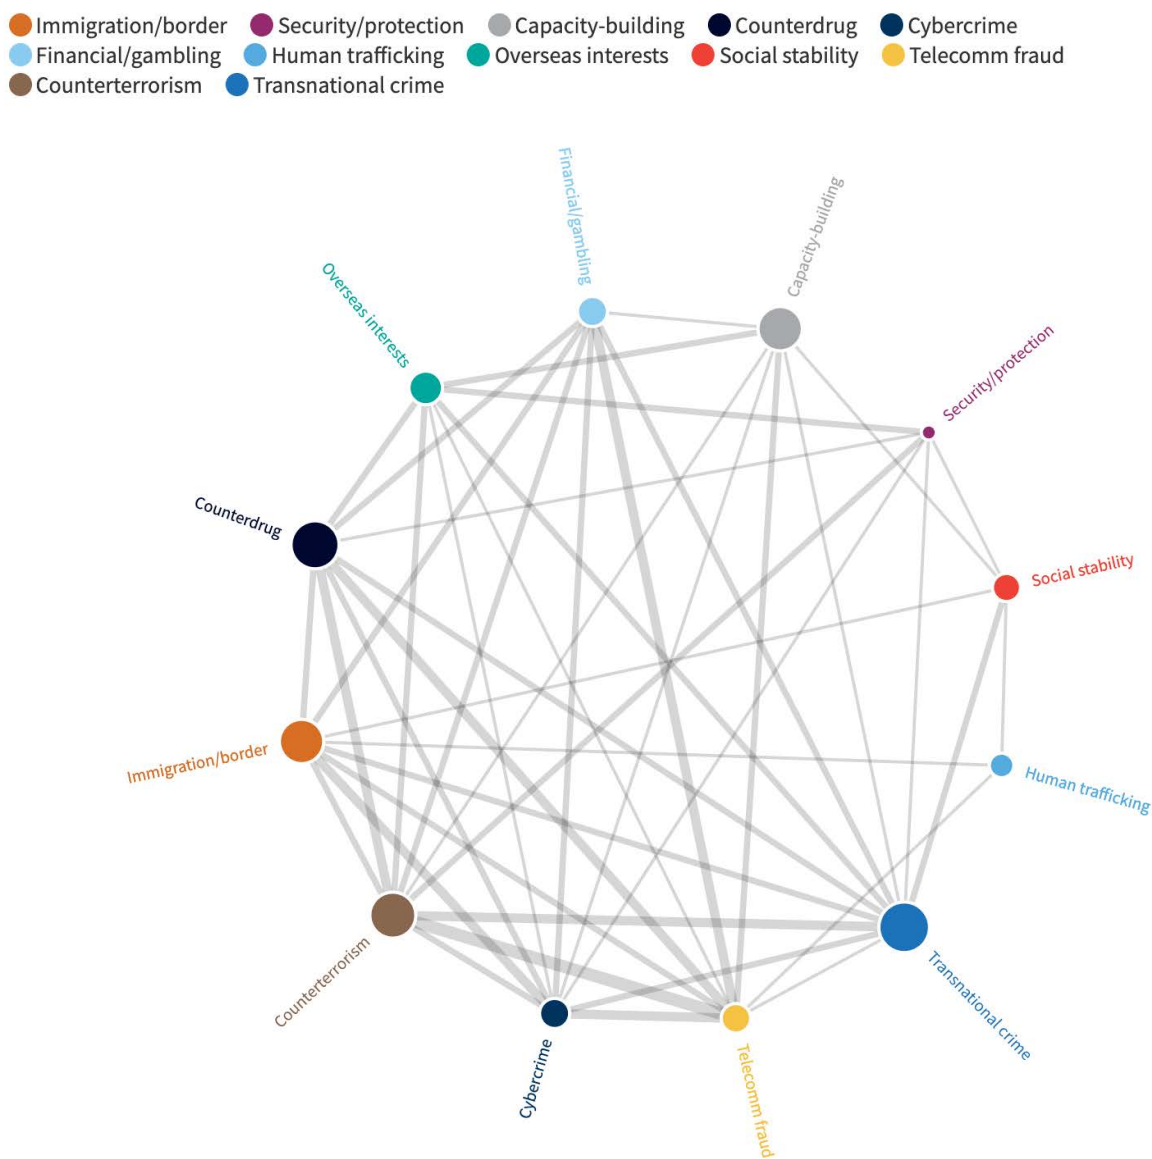 Immigration/border Security/protection Capacity-building Counterdrug Cybercrime
Financial/gambling Human trafficking Overseas interests Social stability Telecomm fraud
Counterterrorism Transnational crime
Financial/gambling
Capacity-building
Overseas interests
Security/protection
Counterdrug
Social stability
Immigration/border
Human trafficking
Counterterrorism
Transnational crime
Cybercrime
Telecomm fraud